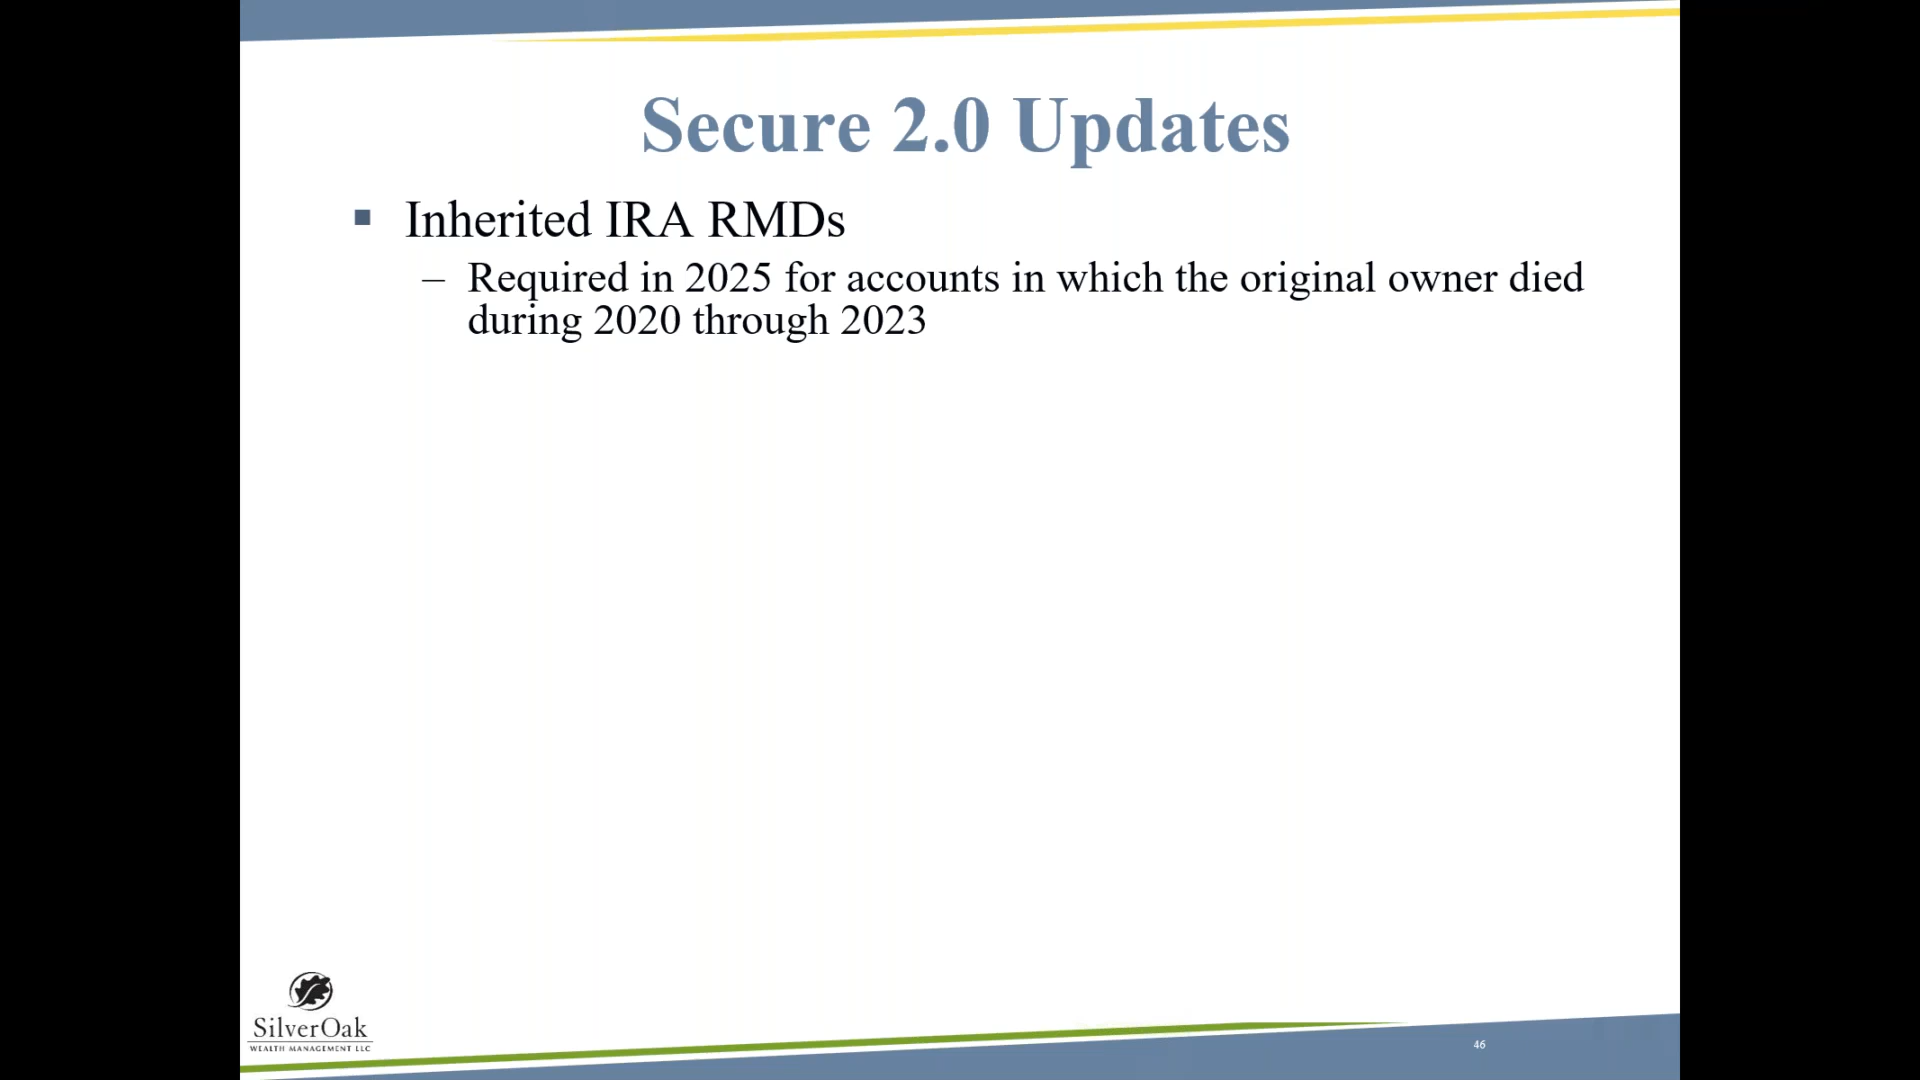 Secure 2.0 Updates
▪ Inherited IRA RMDs
– Required in 2025 for accounts in which the original owner died
during 2020 through 2023
SilverOak
WEALTH MANAGEMENT LLC
46